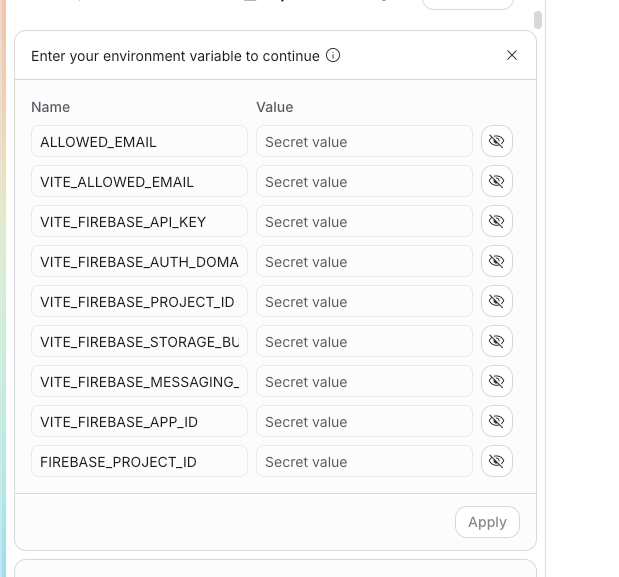 Enter your environment variable to continue
Name Value
ALLOWED_EMAIL Secret value
VITE_ALLOWED_EMAIL Secret value
VITE_FIREBASE_API_KEY Secret value
VITE_FIREBASE_AUTH_DOMA Secret value
VITE_FIREBASE_PROJECT_ID Secret value
VITE_FIREBASE_STORAGE_BU Secret value
VITE_FIREBASE_MESSAGING_ Secret value
VITE_FIREBASE_APP_ID Secret value
FIREBASE_PROJECT_ID Secret value
Apply